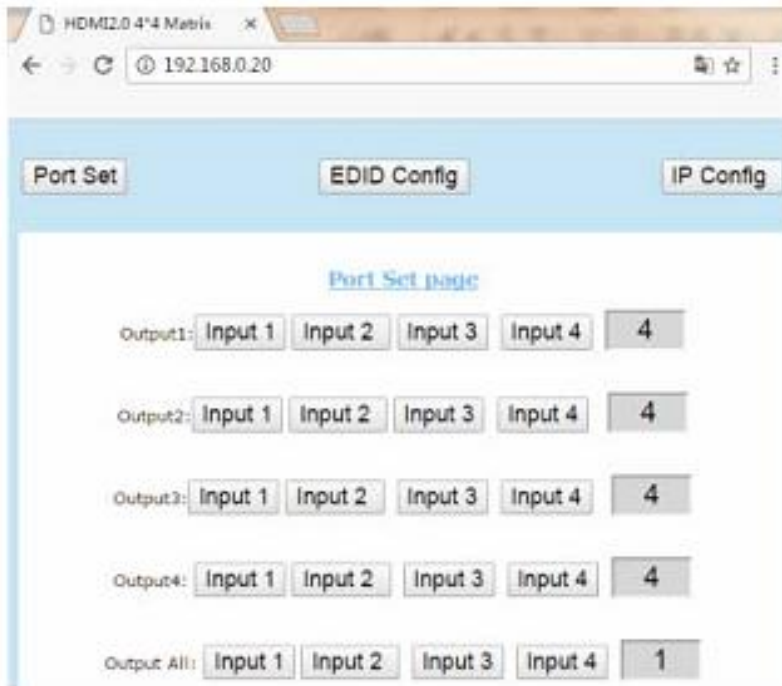 HDMI2.0 4*4 Matrix
192.168.0.20
Port Set EDID Config IP Config
Port Set page
Output1: Input 1 Input 2 Input 3 Input 4 4
Output2: Input 1 Input 2 Input 3 Input 4 4
Output3: Input 1 Input 2 Input 3 Input 4 4
Output4: Input 1 Input 2 Input 3 Input 4 4
Output All: Input 1 Input 2 Input 3 Input 4 1